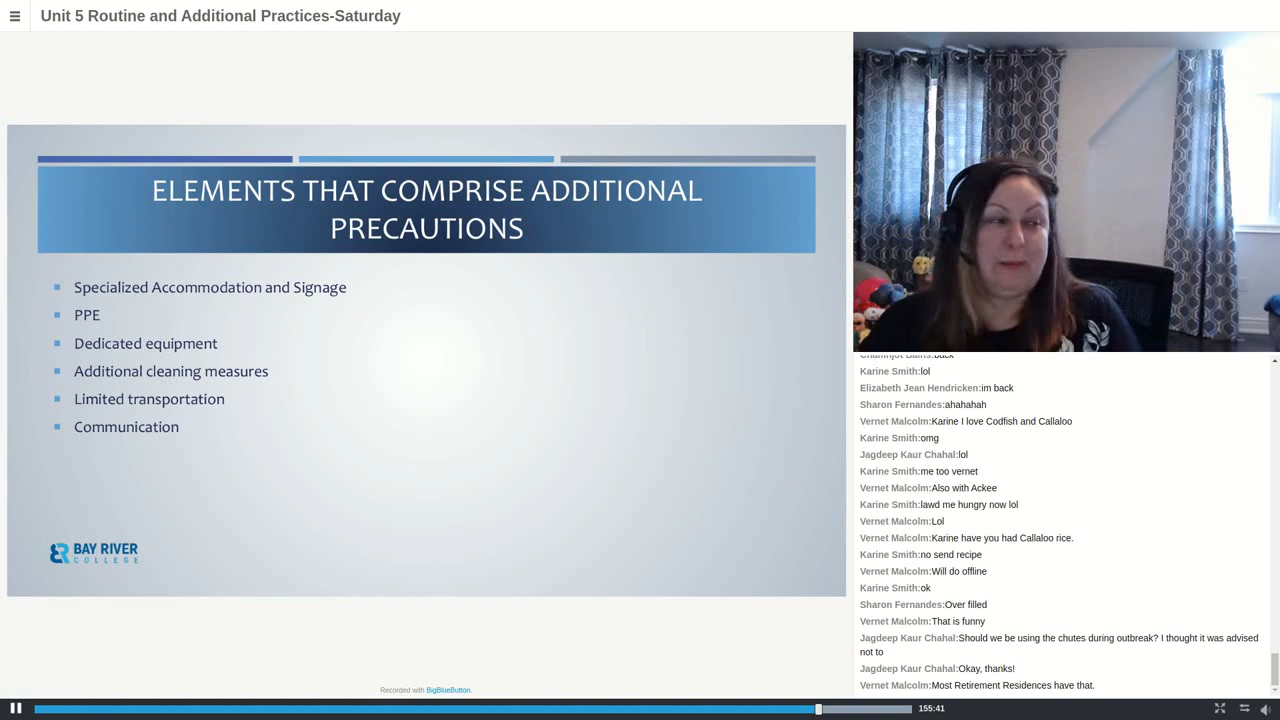 Unit 5 Routine and Additional Practices-Saturday
ELEMENTS THAT COMPRISE ADDITIONAL
PRECAUTIONS
Specialized Accommodation and Signage
PPE
Dedicated equipment
Additional cleaning measures
Limited transportation
Communication
BAY RIVER
COLLEGE
Recorded with BigBlueButton.
Karine Smith:lol
Elizabeth Jean Hendricken:im back
Sharon Fernandes:ahahahah
Vernet Malcolm:Karine I love Codfish and Callaloo
Karine Smith:omg
Jagdeep Kaur Chahal:lol
Karine Smith:me too vernet
Vernet Malcolm:Also with Ackee
Karine Smith:lawd me hungry now lol
Vernet Malcolm:Lol
Vernet Malcolm:Karine have you had Callaloo rice.
Karine Smith:no send recipe
Vernet Malcolm:Will do offline
Karine Smith:ok
Sharon Fernandes:Over filled
Vernet Malcolm:That is funny
Jagdeep Kaur Chahal:Should we be using the chutes during outbreak? I thought it was advised
not to
Jagdeep Kaur Chahal:Okay, thanks!
Vernet Malcolm:Most Retirement Residences have that.
155:41